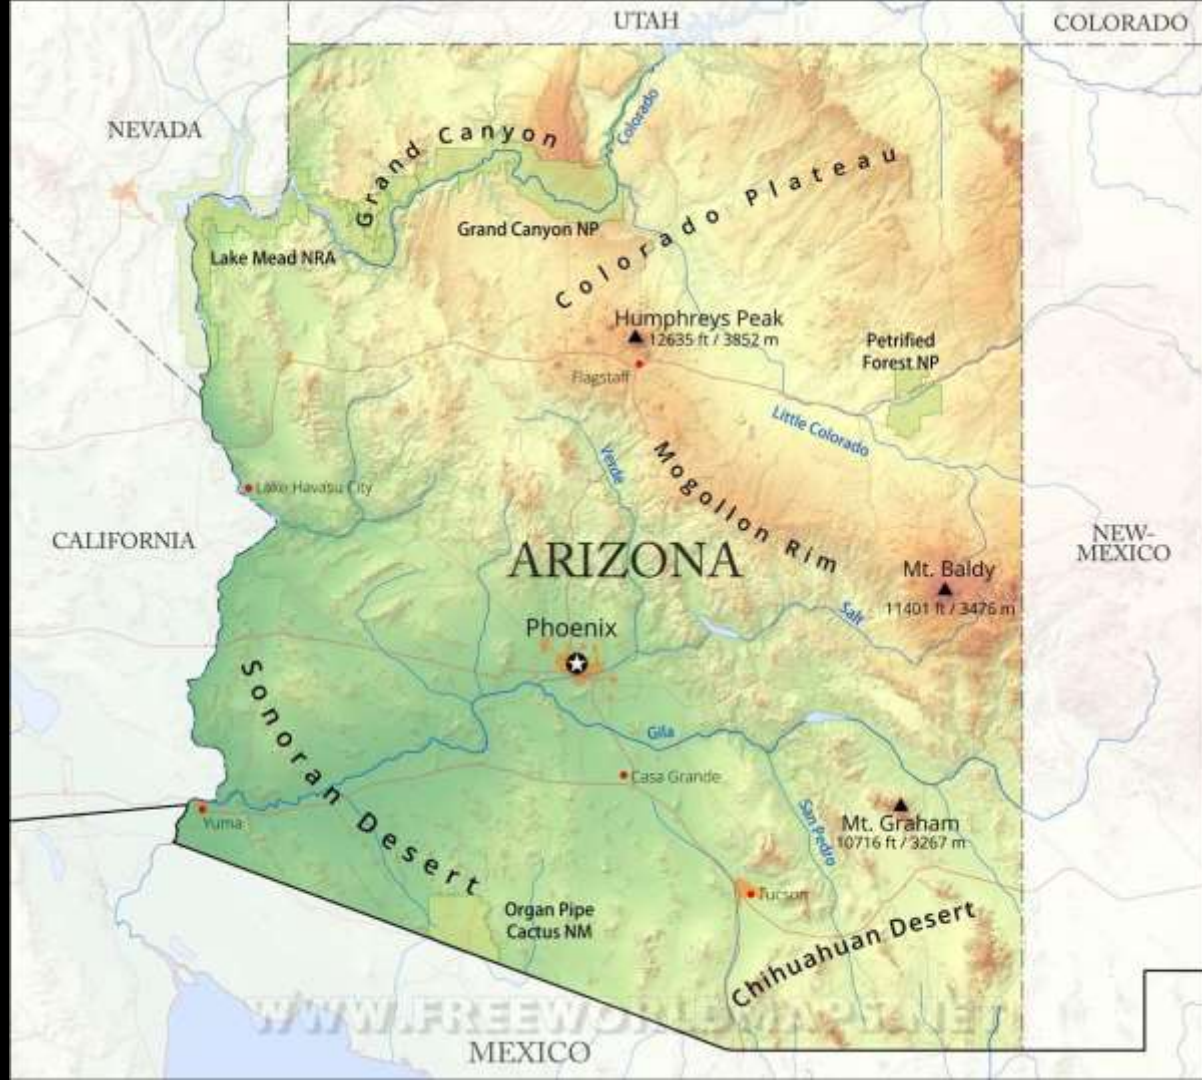 UTAH
COLORADO
NEVADA
Grand Canyon
Colorado
Colorado Plateau
Grand Canyon NP
Lake Mead NRA
Humphreys Peak
12635 ft / 3852 m
Petrified
Forest NP
Flagstaff
Little Colorado
Verde
Mogollon Rim
Lake Havasu City
CALIFORNIA
ARIZONA
NEW-
MEXICO
Mt. Baldy
11401 ft / 3476 m
Salt
Phoenix
Sonoran Desert
Gila
Casa Grande
San Pedro
Mt. Graham
10716 ft / 3267 m
Yuma
Tucson
Organ Pipe
Cactus NM
Chihuahuan Desert
WWW.FREEWORLDMAPS.NET
MEXICO